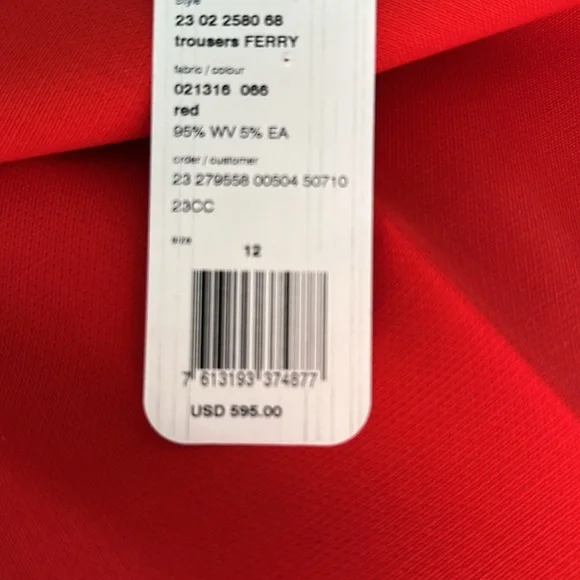 Style
23 02 2580 68
trousers FERRY
fabric / colour
021316 066
red
95% WV 5% EA
order / customer
23 279558 00504 50710
23CC
size
12
7 613193 374877
USD 595.00